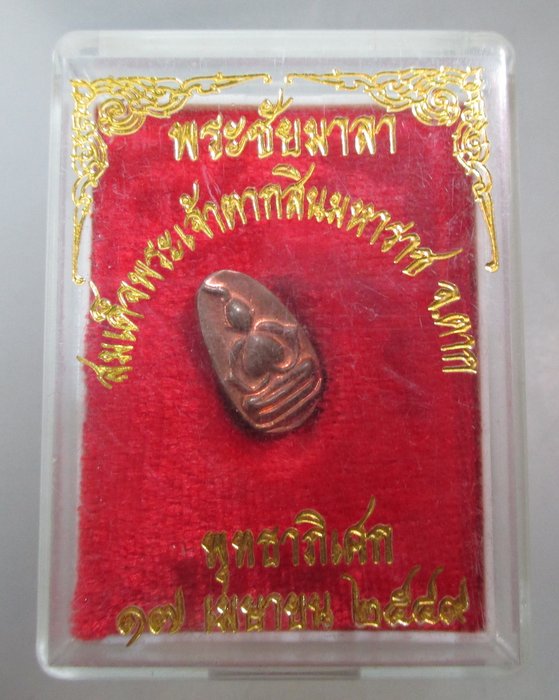 พระชัยมาลา
สมเด็จพระเจ้าตากสินมหาราช จ.ตาก
พุทธาภิเศก
๑๗ เมษายน ๒๕๔๙